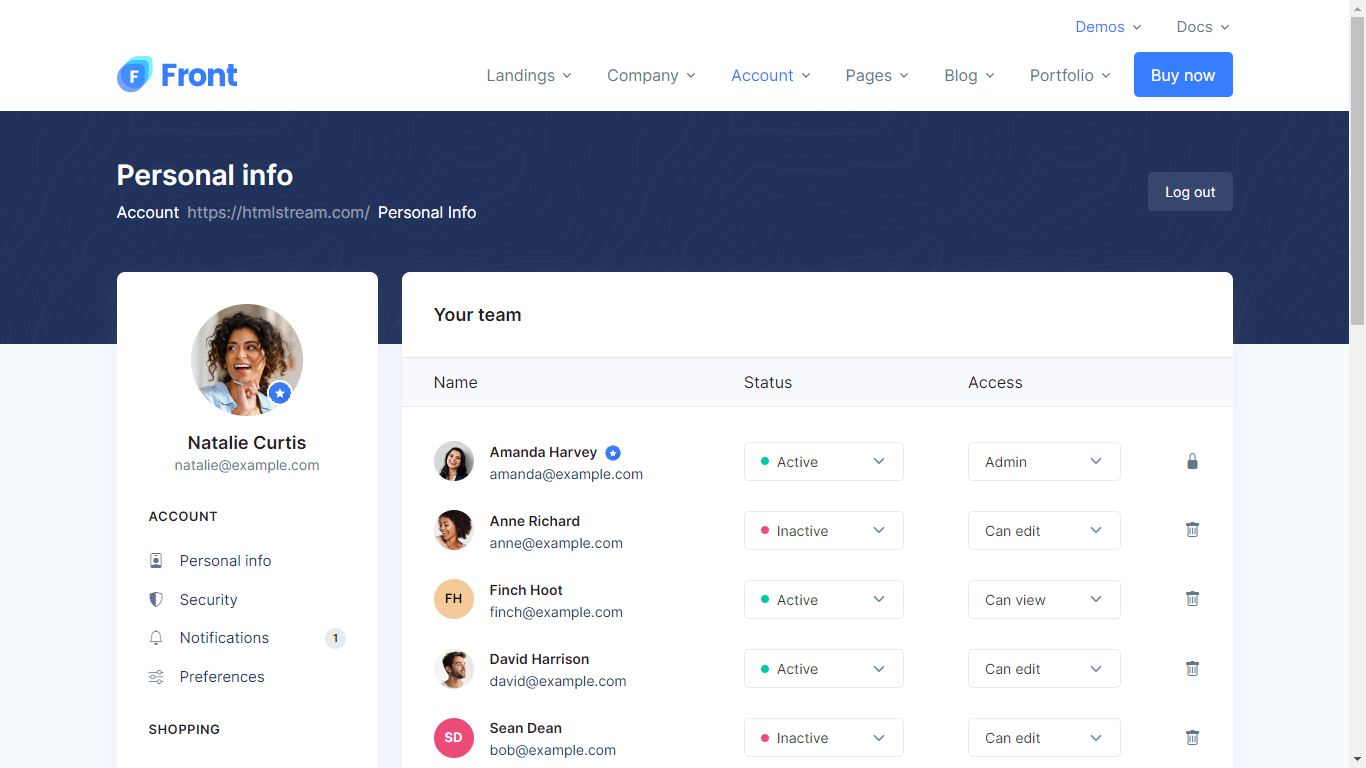 Demos Docs
F Front
Landings Company Account Pages Blog Portfolio Buy now
Personal info
Account https://htmlstream.com/ Personal Info
Log out
Natalie Curtis
natalie@example.com
ACCOUNT
Personal info
Security
Notifications 1
Preferences
SHOPPING
Your team
Name Status Access
Amanda Harvey
amanda@example.com
Active Admin
Anne Richard
anne@example.com
Inactive Can edit
FH
Finch Hoot
finch@example.com
Active Can view
David Harrison
david@example.com
Active Can edit
SD
Sean Dean
bob@example.com
Inactive Can edit